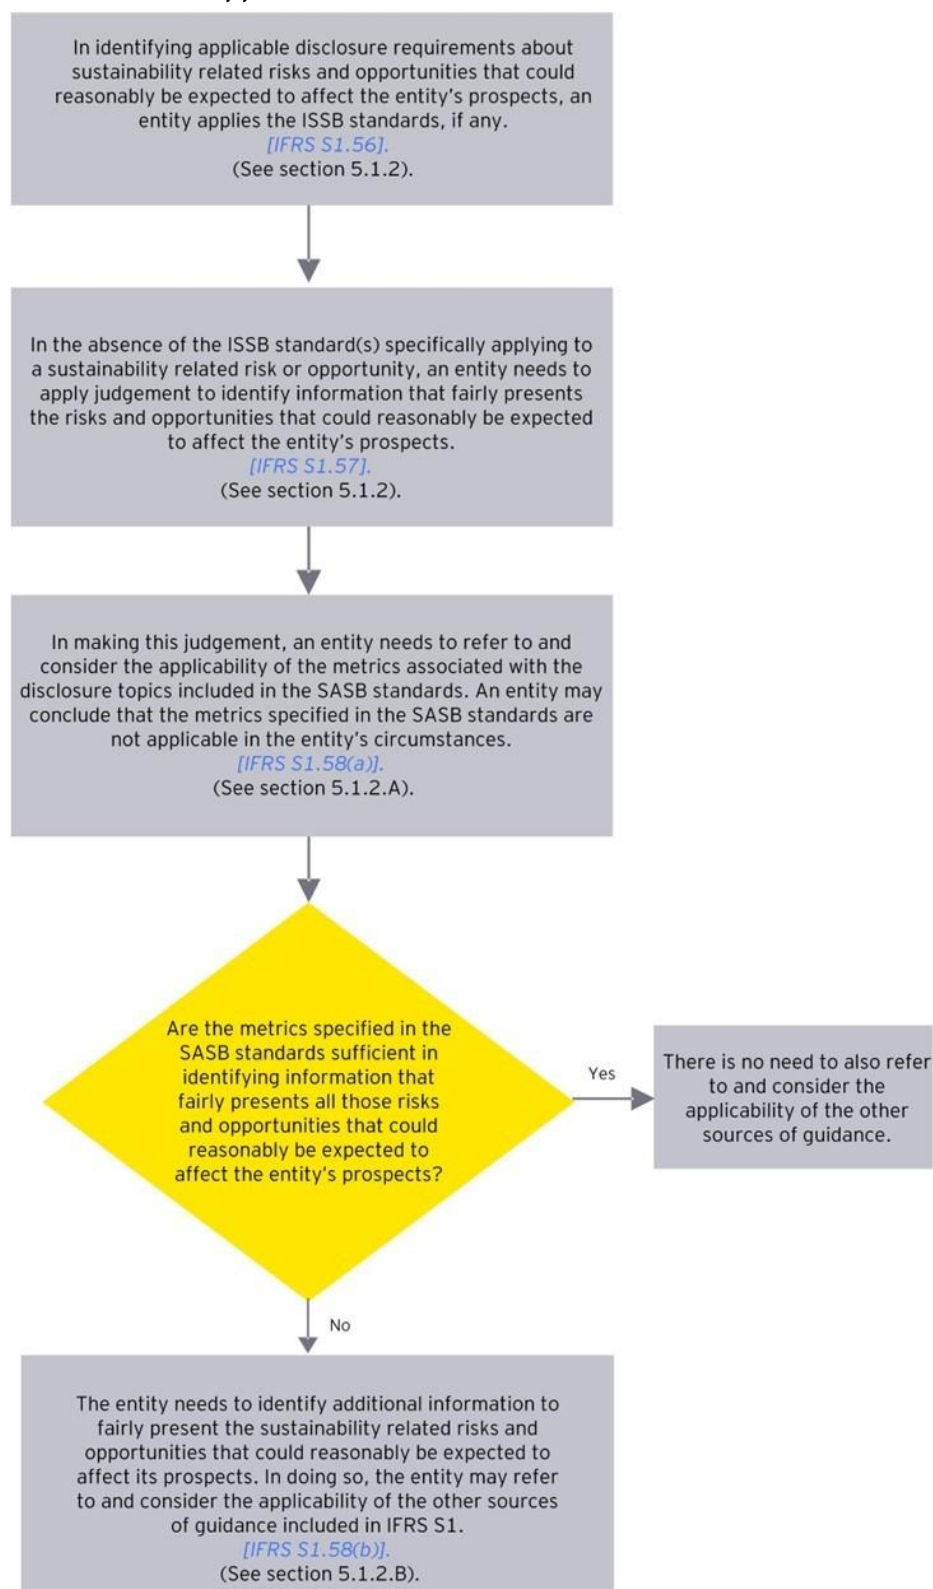 In identifying applicable disclosure requirements about
sustainability related risks and opportunities that could
reasonably be expected to affect the entity's prospects, an
entity applies the ISSB standards, if any.
[IFRS S1.56].
(See section 5.1.2).
In the absence of the ISSB standard(s) specifically applying to
a sustainability related risk or opportunity, an entity needs to
apply judgement to identify information that fairly presents
the risks and opportunities that could reasonably be expected
to affect the entity's prospects.
[IFRS S1.57].
(See section 5.1.2).
In making this judgement, an entity needs to refer to and
consider the applicability of the metrics associated with the
disclosure topics included in the SASB standards. An entity may
conclude that the metrics specified in the SASB standards are
not applicable in the entity's circumstances.
[IFRS S1.58(a)].
(See section 5.1.2.A).
Are the metrics specified in the
SASB standards sufficient in
identifying information that
fairly presents all those risks
and opportunities that could
reasonably be expected to
affect the entity's prospects?
Yes
There is no need to also refer
to and consider the
applicability of the other
sources of guidance.
No
The entity needs to identify additional information to
fairly present the sustainability related risks and
opportunities that could reasonably be expected to
affect its prospects. In doing so, the entity may refer
to and consider the applicability of the other sources
of guidance included in IFRS S1.
[IFRS S1.58(b)].
(See section 5.1.2.B).